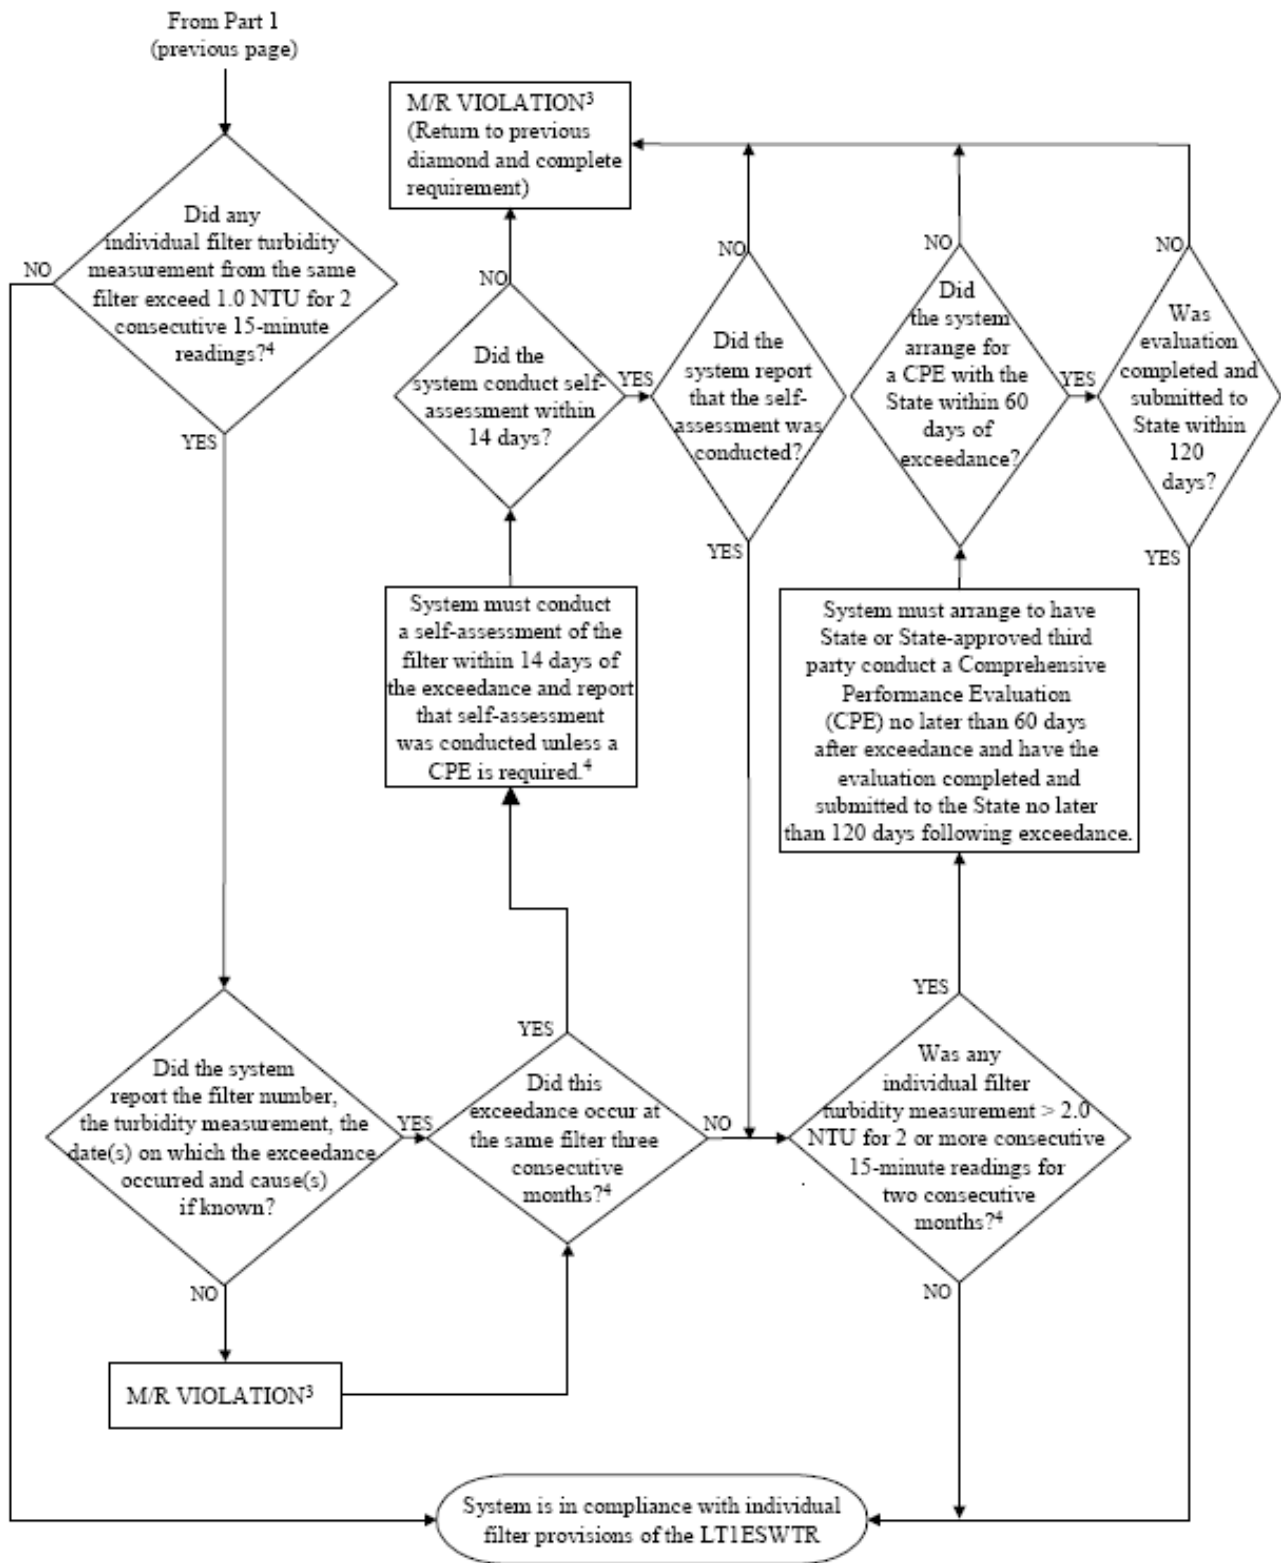 From Part 1
(previous page)
M/R VIOLATION³
(Return to previous
diamond and complete
requirement)
Did any
individual filter turbidity
measurement from the same
filter exceed 1.0 NTU for 2
consecutive 15-minute
readings?⁴
NO
YES
NO
Did the
system conduct self-
assessment within
14 days?
YES
NO
Did the
system report
that the self-
assessment was
conducted?
YES
NO
Did
the system
arrange for
a CPE with the
State within 60
days of
exceedance?
YES
NO
Was
evaluation
completed and
submitted to
State within
120
days?
YES
System must conduct
a self-assessment of the
filter within 14 days of
the exceedance and report
that self-assessment
was conducted unless a
CPE is required.⁴
System must arrange to have
State or State-approved third
party conduct a Comprehensive
Performance Evaluation
(CPE) no later than 60 days
after exceedance and have the
evaluation completed and
submitted to the State no later
than 120 days following exceedance.
Did the system
report the filter number,
the turbidity measurement, the
date(s) on which the exceedance
occurred and cause(s)
if known?
YES
NO
YES
Did this
exceedance occur at
the same filter three
consecutive
months?⁴
NO
YES
Was any
individual filter
turbidity measurement > 2.0
NTU for 2 or more consecutive
15-minute readings for
two consecutive
months?⁴
NO
M/R VIOLATION³
System is in compliance with individual
filter provisions of the LT1ESWTR